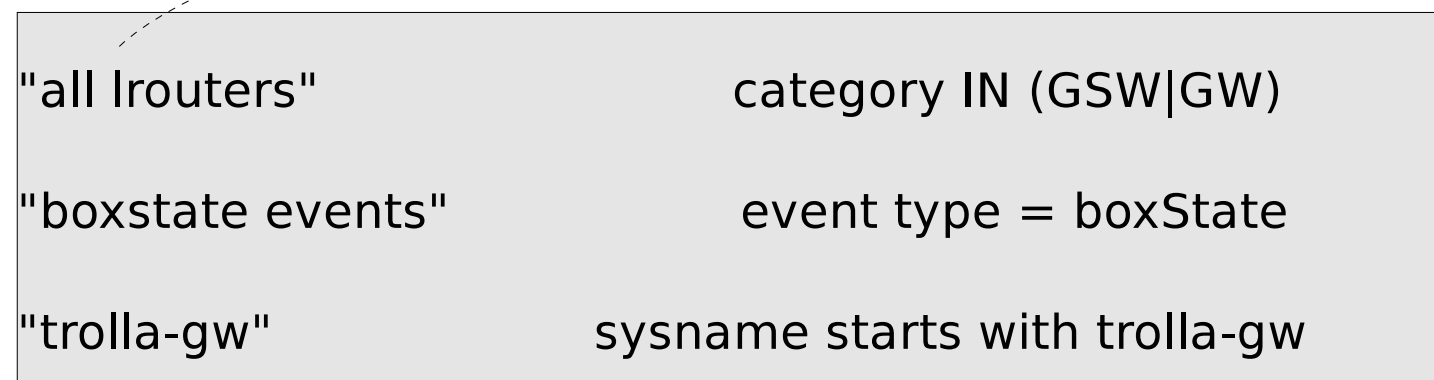 "all lrouters" category IN (GSW|GW)
"boxstate events" event type = boxState
"trolla-gw" sysname starts with trolla-gw